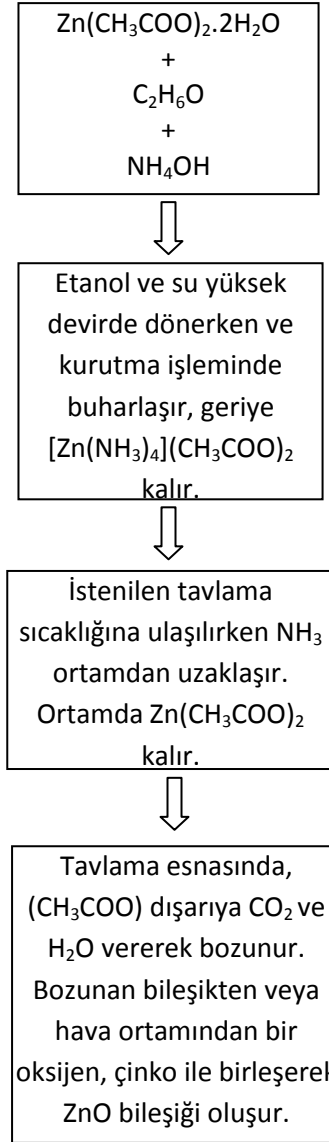 Zn(CH₃COO)₂.2H₂O
+
C₂H₆O
+
NH₄OH
Etanol ve su yüksek
devirde dönerken ve
kurutma işleminde
buharlaşır, geriye
[Zn(NH₃)₄](CH₃COO)₂
kalır.
İstenilen tavlama
sıcaklığına ulaşılırken NH₃
ortamdan uzaklaşır.
Ortamda Zn(CH₃COO)₂
kalır.
Tavlama esnasında,
(CH₃COO) dışarıya CO₂ ve
H₂O vererek bozunur.
Bozunan bileşikten veya
hava ortamından bir
oksijen, çinko ile birleşerek
ZnO bileşiği oluşur.